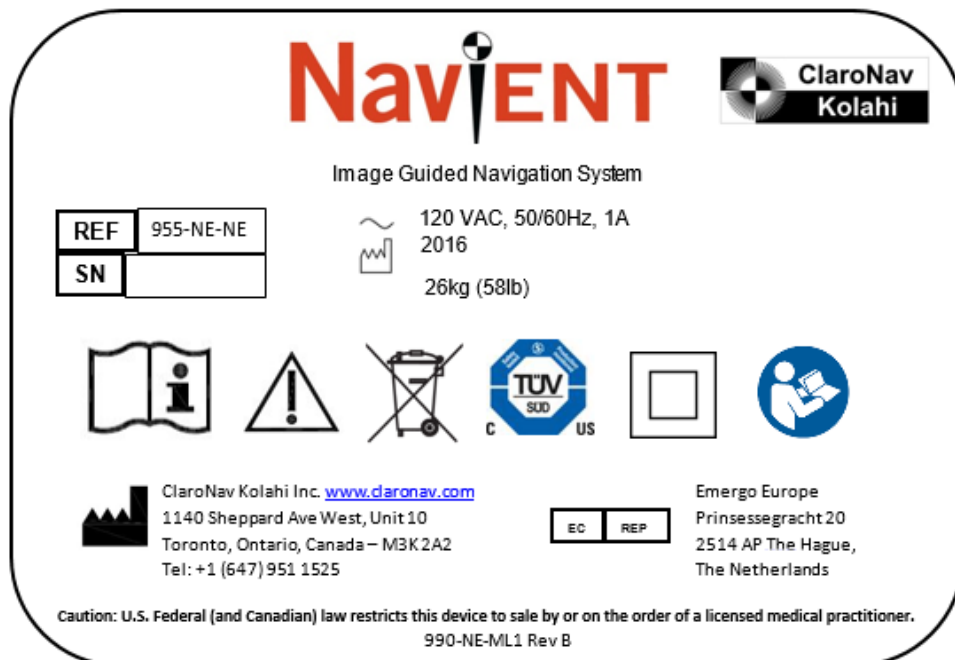 NaviENT
ClaroNav
Kolahi
Image Guided Navigation System
REF 955-NE-NE
SN
120 VAC, 50/60Hz, 1A
2016
26kg (58lb)
TÜV
SÜD
C US
ClaroNav Kolahi Inc. www.claronav.com
1140 Sheppard Ave West, Unit 10
Toronto, Ontario, Canada – M3K 2A2
Tel: +1 (647) 951 1525
EC REP
Emergo Europe
Prinsessegracht 20
2514 AP The Hague,
The Netherlands
Caution: U.S. Federal (and Canadian) law restricts this device to sale by or on the order of a licensed medical practitioner.
990-NE-ML1 Rev B